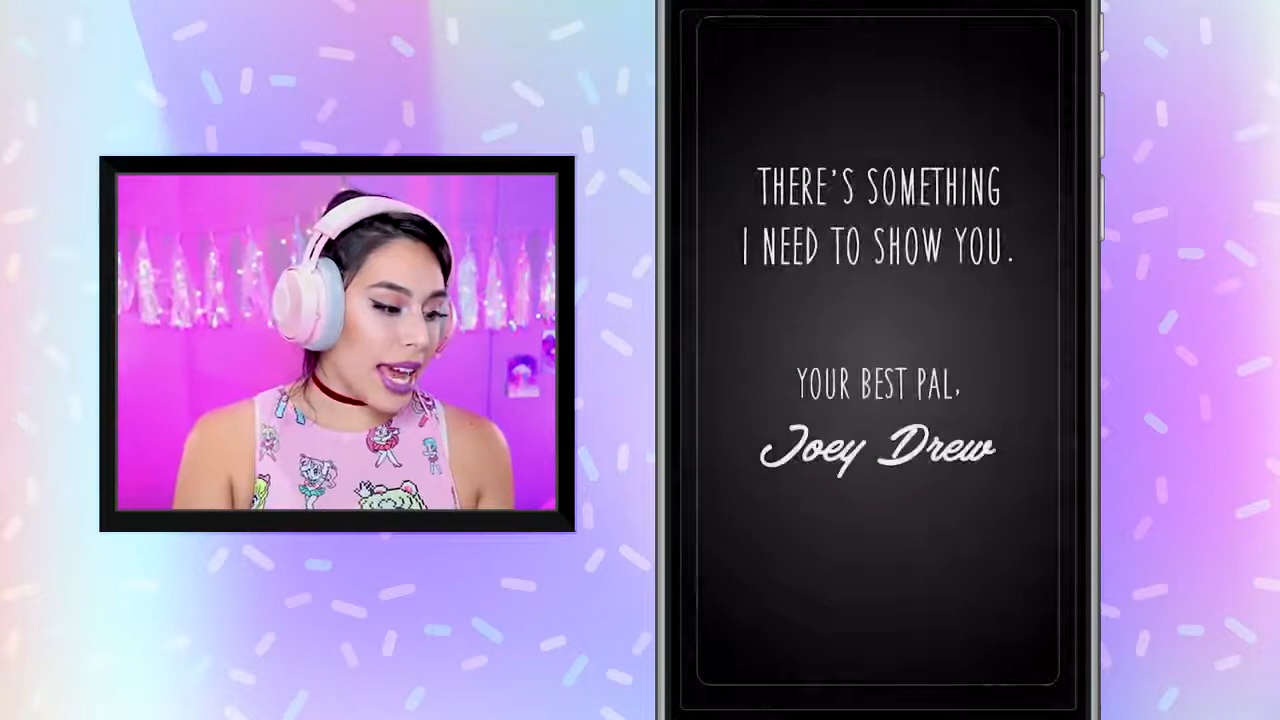 THERE'S SOMETHING
I NEED TO SHOW YOU.
YOUR BEST PAL,
Joey Drew